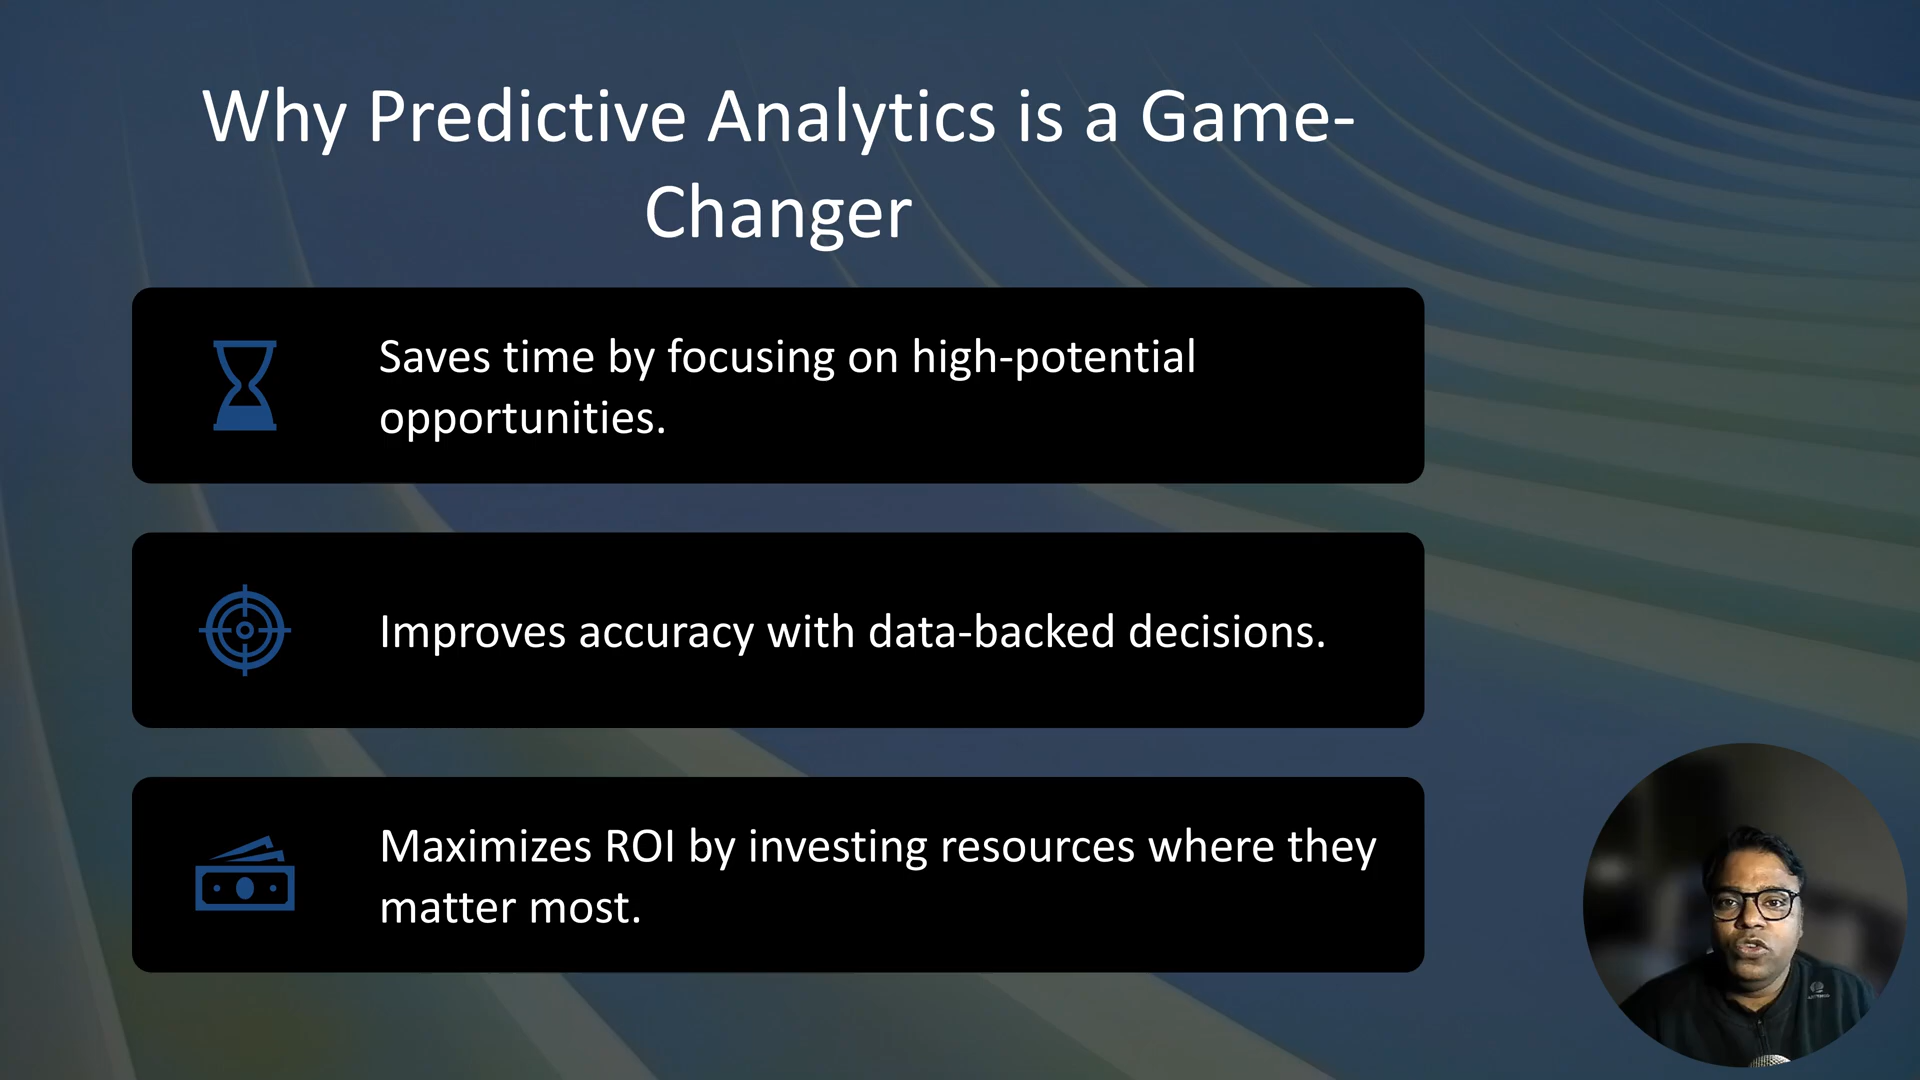 Why Predictive Analytics is a Game-
Changer
Saves time by focusing on high-potential
opportunities.
Improves accuracy with data-backed decisions.
Maximizes ROI by investing resources where they
matter most.